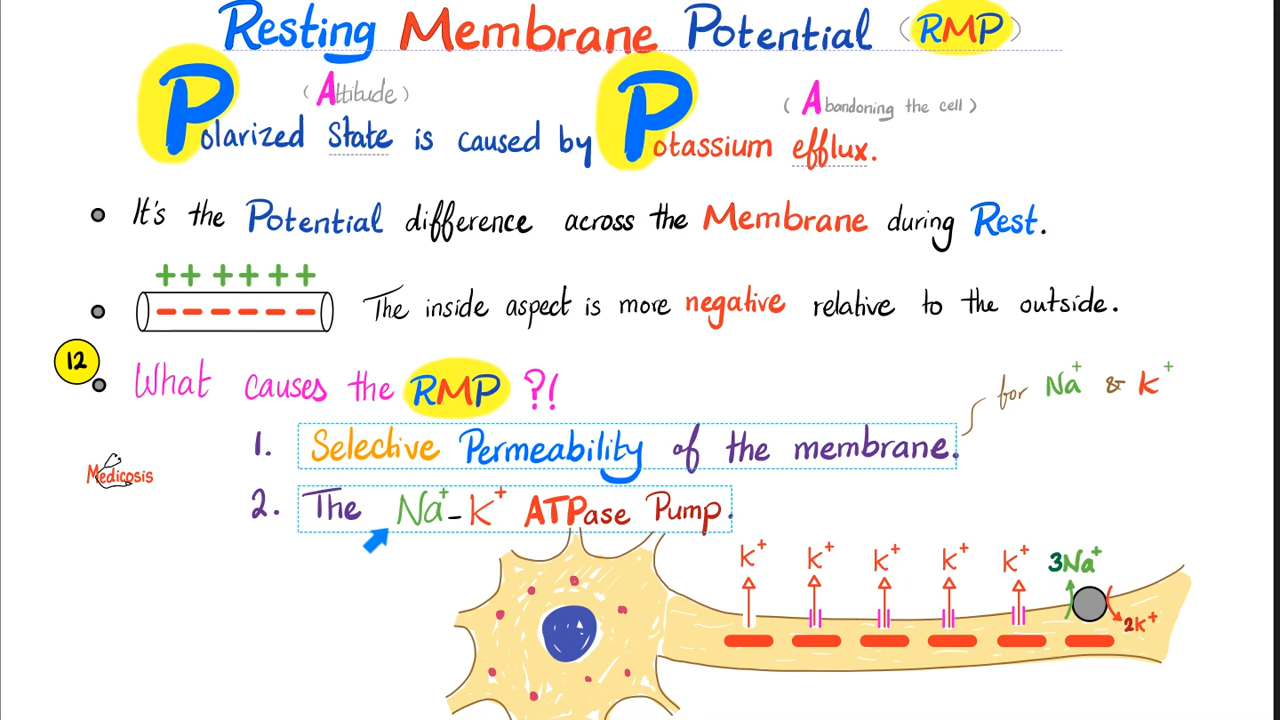 Resting Membrane Potential (RMP)
(Attitude)
(Abandoning the cell)
Polarized State is caused by Potassium efflux.
It's the Potential difference across the Membrane during Rest.
++ ++ ++
− − − − − −
The inside aspect is more negative relative to the outside.
12
What causes the RMP ?!
for Na+ & K+
1. Selective Permeability of the membrane.
Medicosis
2. The Na+-K+ ATPase Pump.
K+ K+ K+ K+ K+ 3Na+
2K+